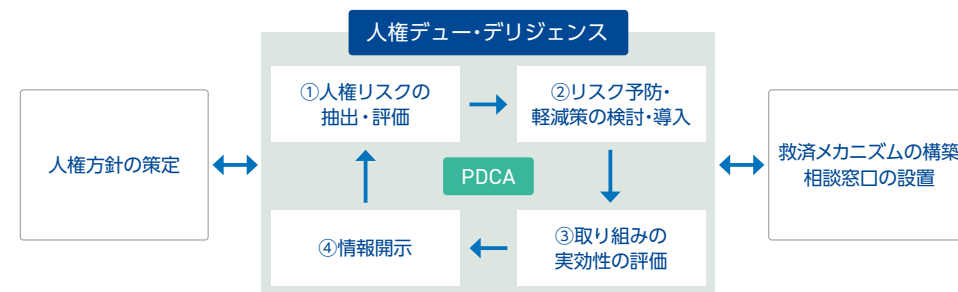 人権デュー・デリジェンス
①人権リスクの
抽出・評価
②リスク予防・
軽減策の検討・導入
人権方針の策定
PDCA
救済メカニズムの構築
相談窓口の設置
④情報開示
③取り組みの
実効性の評価